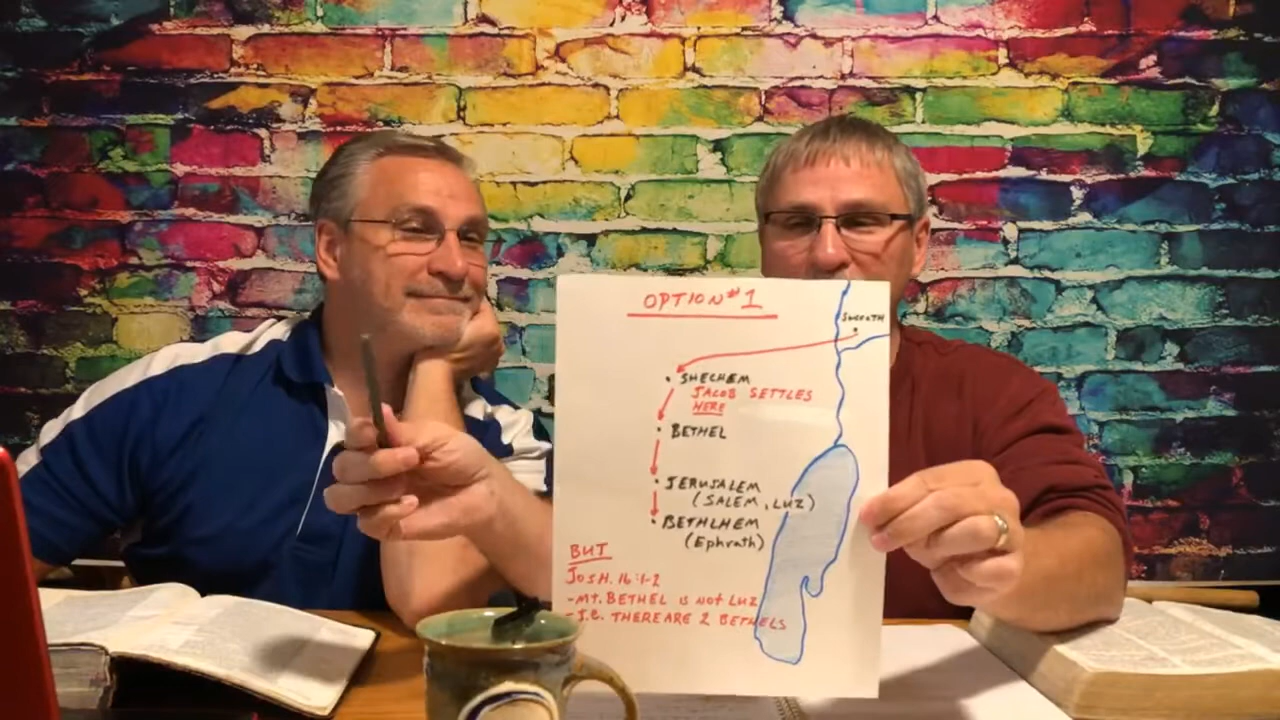 OPTION #1
SUCCOTH
SHECHEM
JACOB SETTLES
HERE
BETHEL
JERUSALEM
(SALEM, LUZ)
BETHLHEM
(Ephrath)
BUT
JOSH. 16:1-2
-MT. BETHEL IS NOT LUZ
-I.E. THERE ARE 2 BETHELS